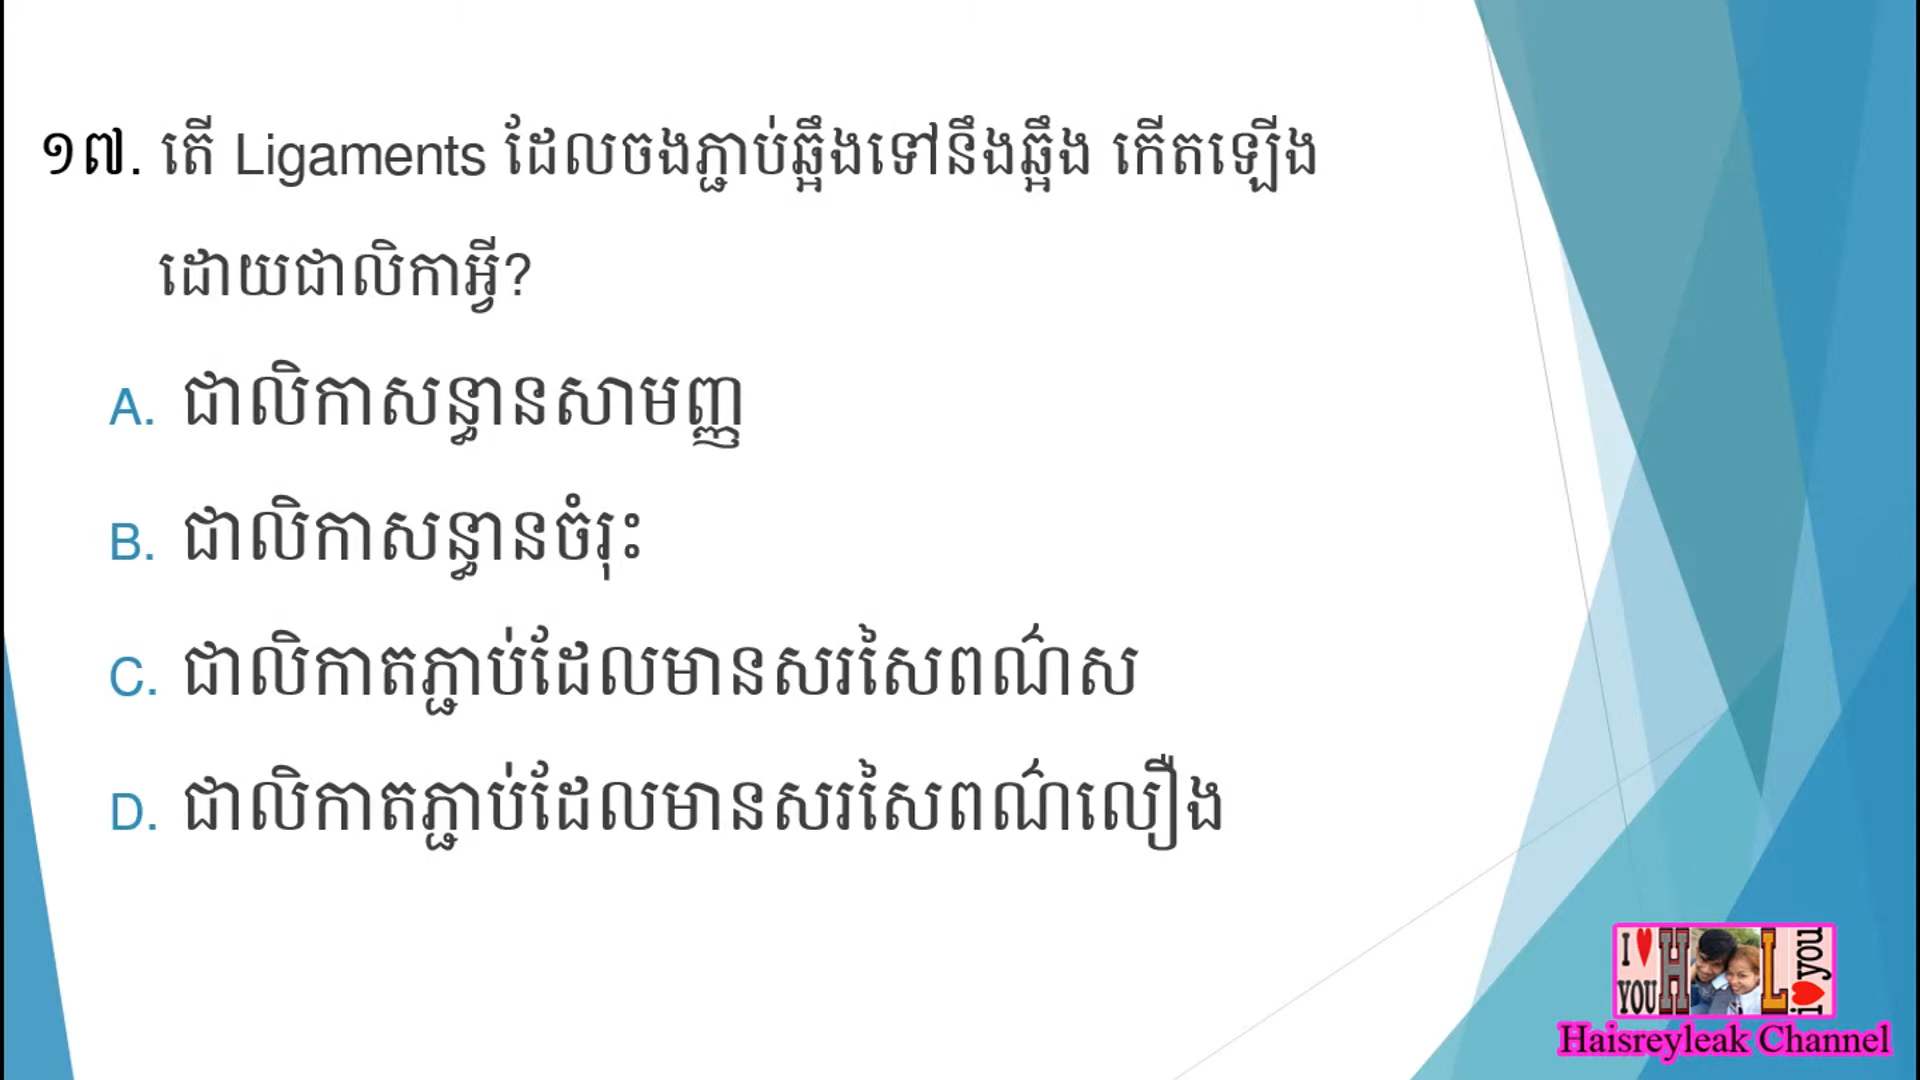 ១៧. តើ Ligaments ដែលចងភ្ជាប់ឆ្អឹងទៅនឹងឆ្អឹង កើតឡើង
ដោយជាលិកាអ្វី?
A. ជាលិកាសន្ធានសាមញ្ញ
B. ជាលិកាសន្ធានចំរុះ
C. ជាលិកាតភ្ជាប់ដែលមានសរសៃពណ៌ស
D. ជាលិកាតភ្ជាប់ដែលមានសរសៃពណ៌លឿង
I ♥ YOU H L i ♥ you
Haisreyleak Channel